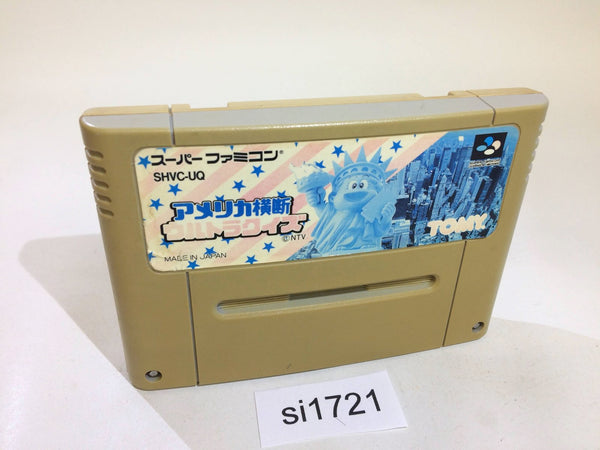 スーパーファミコン®
SHVC-UQ
アメリカ横断
ウルトラクイズ
©NTV
TOMY
MADE IN JAPAN
si1721